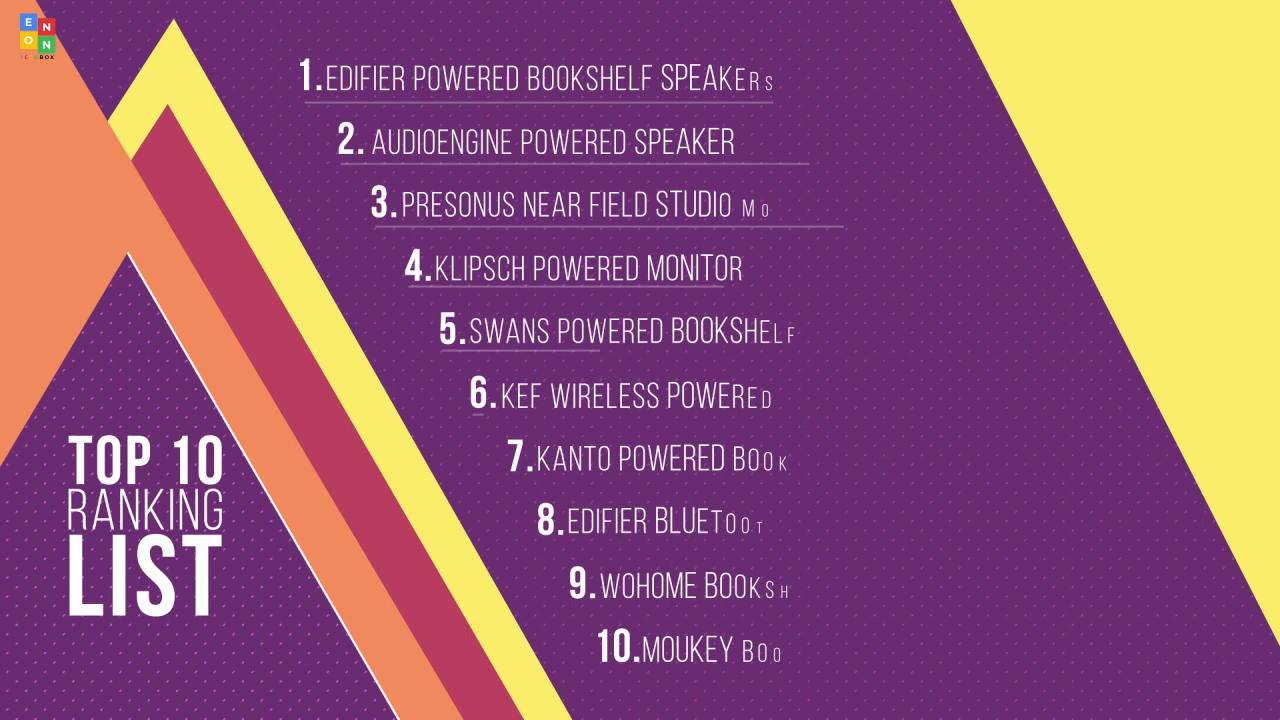 E N
O N
TECHBOX
1. EDIFIER POWERED BOOKSHELF SPEAKERS
2. AUDIOENGINE POWERED SPEAKER
3. PRESONUS NEAR FIELD STUDIO MO
4. KLIPSCH POWERED MONITOR
5. SWANS POWERED BOOKSHELF
6. KEF WIRELESS POWERED
7. KANTO POWERED BOOK
8. EDIFIER BLUETOOT
9. WOHOME BOOKSH
10. MOUKEY BOO
TOP 10
RANKING
LIST